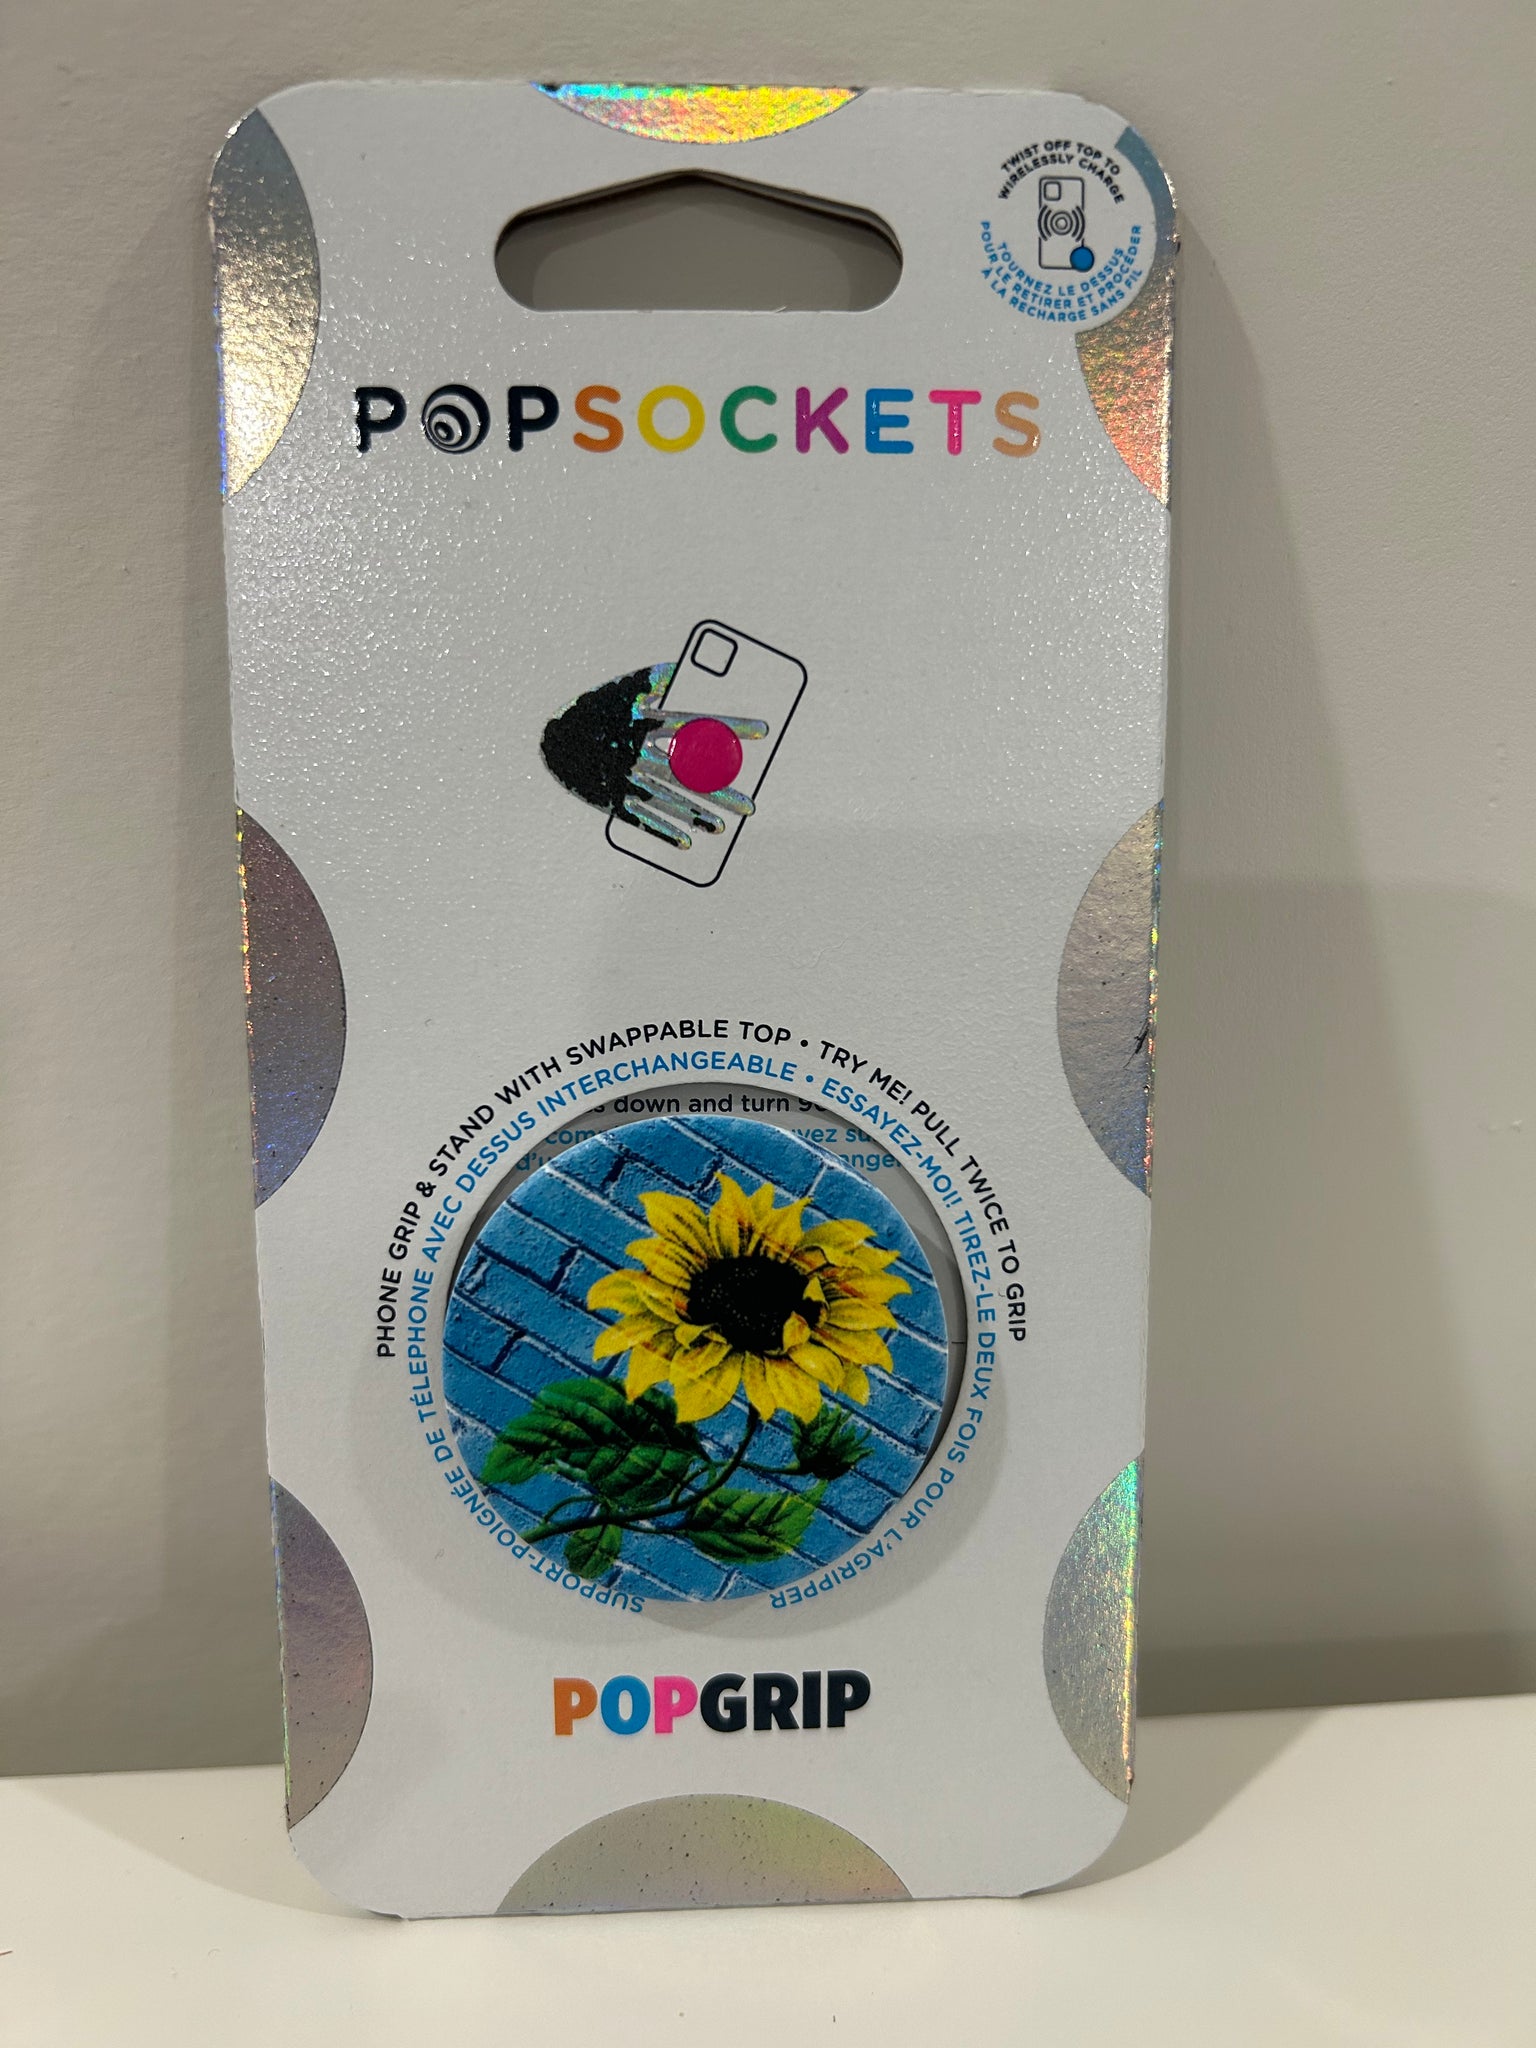 TWIST OFF TOP TO
WIRELESSLY CHARGE
TOURNEZ LE DESSUS
POUR LE RETIRER ET PROCÉDER
À LA RECHARGE SANS FIL
POPSOCKETS
PHONE GRIP & STAND WITH SWAPPABLE TOP • TRY ME! PULL TWICE TO GRIP
SUPPORT-POIGNÉE DE TÉLEPHONE AVEC DESSUS INTERCHANGEABLE • ESSAYEZ-MOI! TIREZ-LE DEUX FOIS POUR L'AGRIPPER
down and turn
POPGRIP